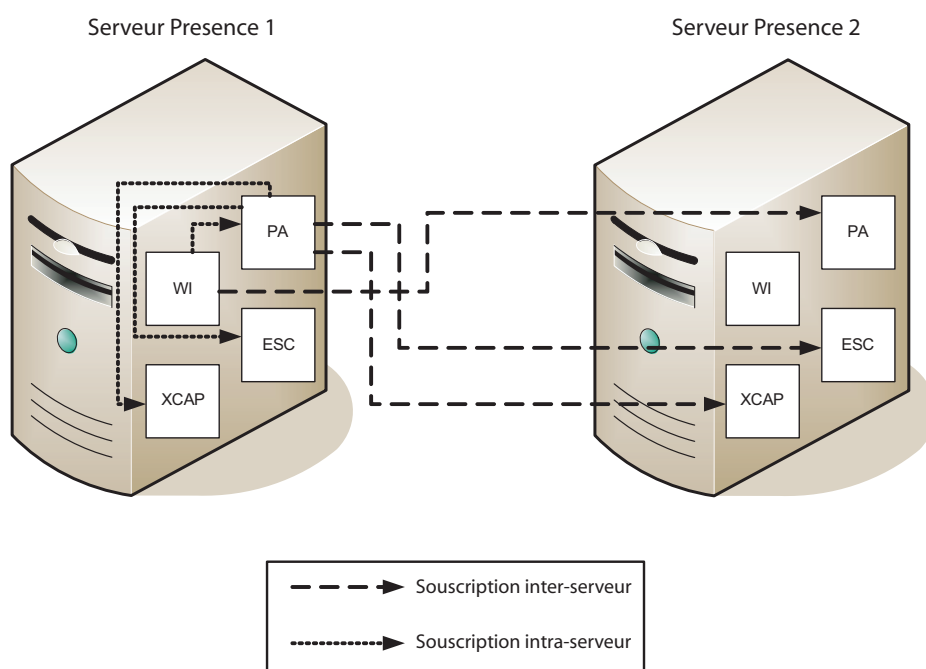 Serveur Presence 1
Serveur Presence 2
PA
WI
ESC
XCAP
PA
WI
ESC
XCAP
Souscription inter-serveur
Souscription intra-serveur